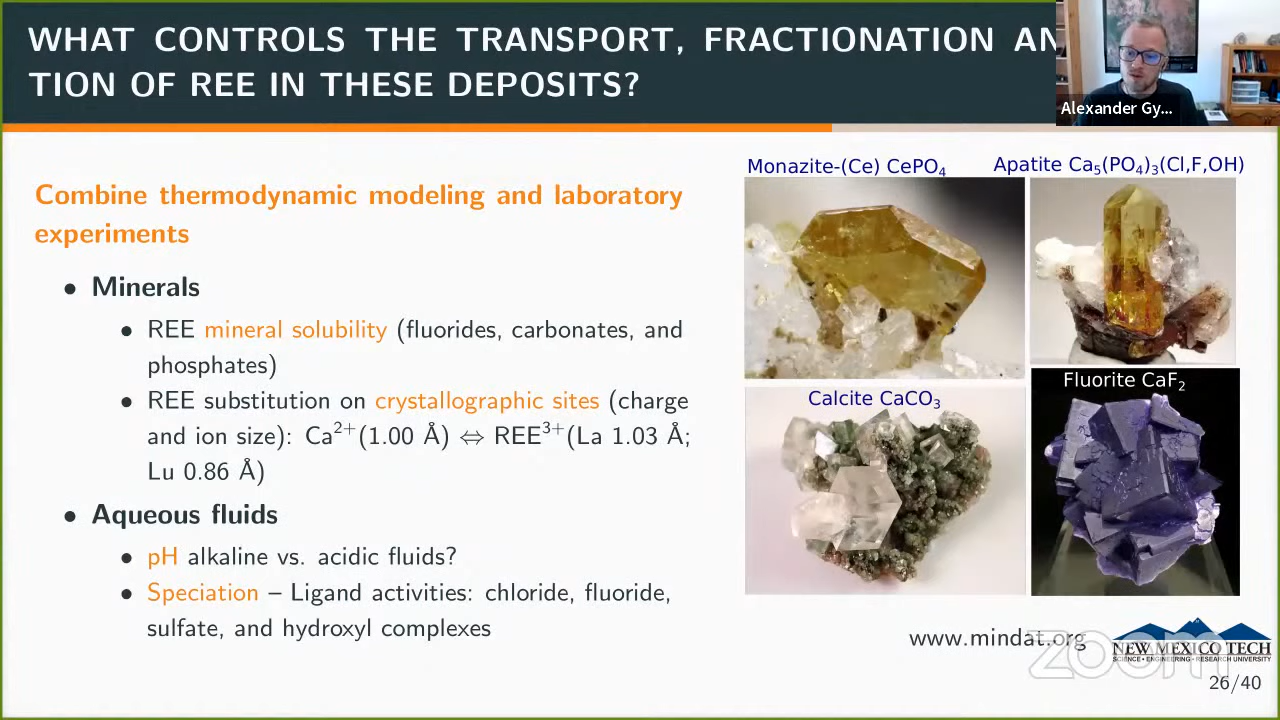 WHAT CONTROLS THE TRANSPORT, FRACTIONATION AN
TION OF REE IN THESE DEPOSITS?
Alexander Gy...
Combine thermodynamic modeling and laboratory
experiments
• Minerals
• REE mineral solubility (fluorides, carbonates, and
phosphates)
• REE substitution on crystallographic sites (charge
and ion size): Ca²⁺(1.00 Å) ⇔ REE³⁺(La 1.03 Å;
Lu 0.86 Å)
• Aqueous fluids
• pH alkaline vs. acidic fluids?
• Speciation – Ligand activities: chloride, fluoride,
sulfate, and hydroxyl complexes
Monazite-(Ce) CePO₄
Apatite Ca₅(PO₄)₃(Cl,F,OH)
Calcite CaCO₃
Fluorite CaF₂
www.mindat.org
zoom
NEW MEXICO TECH
SCIENCE • ENGINEERING • RESEARCH UNIVERSITY
26/40